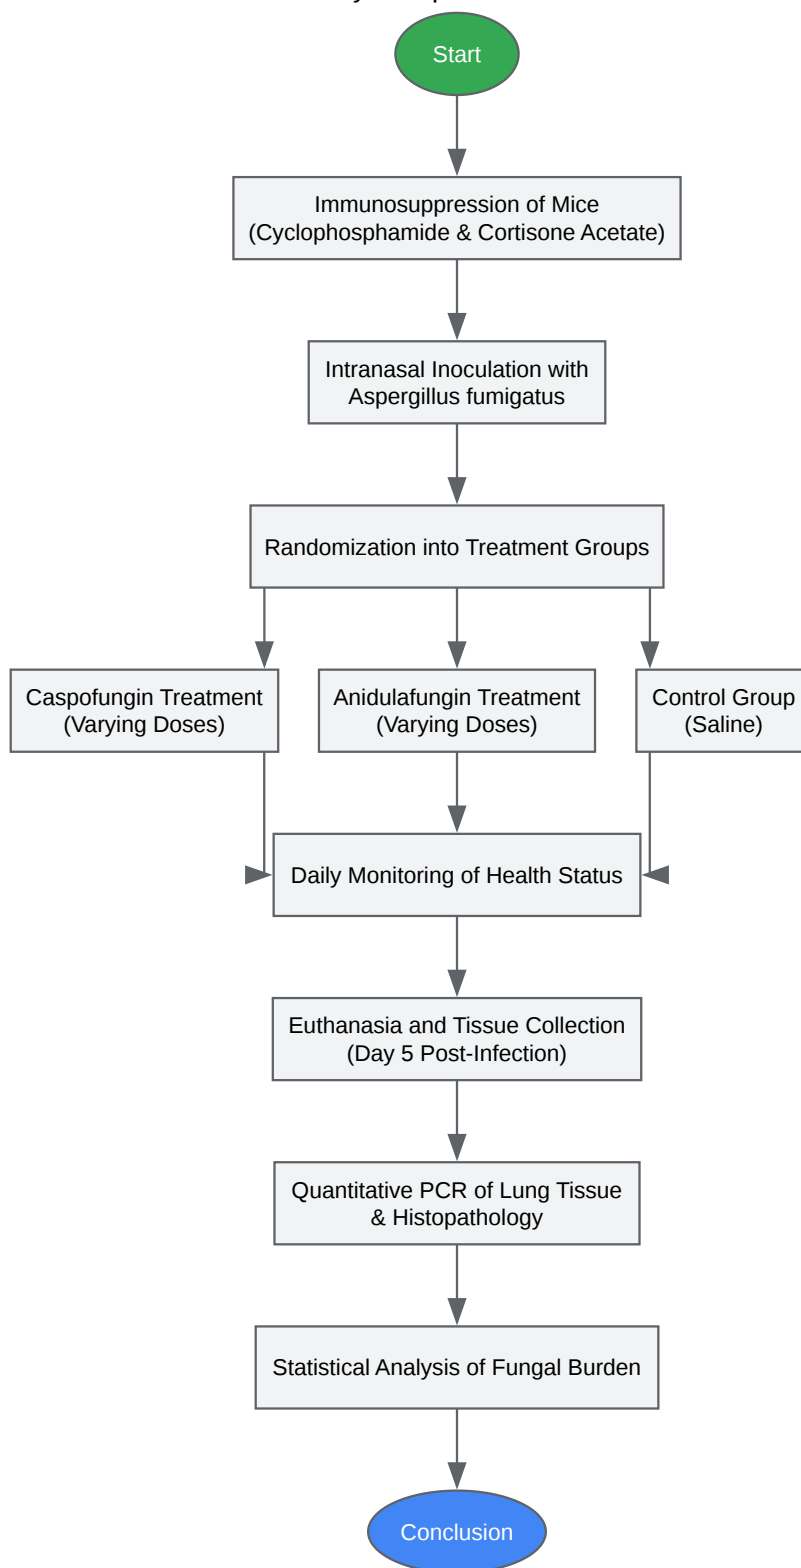 Start
Immunosuppression of Mice
(Cyclophosphamide & Cortisone Acetate)
Intranasal Inoculation with
Aspergillus fumigatus
Randomization into Treatment Groups
Caspofungin Treatment
(Varying Doses)
Anidulafungin Treatment
(Varying Doses)
Control Group
(Saline)
Daily Monitoring of Health Status
Euthanasia and Tissue Collection
(Day 5 Post-Infection)
Quantitative PCR of Lung Tissue
& Histopathology
Statistical Analysis of Fungal Burden
Conclusion